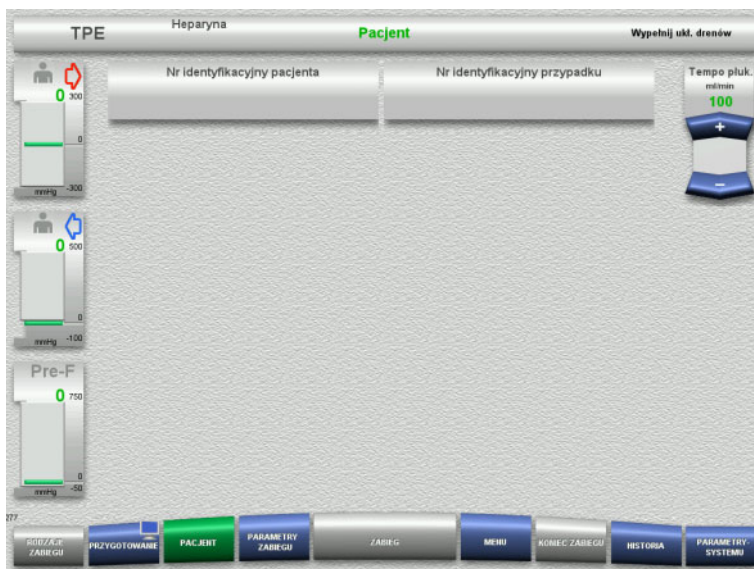 TPE
Heparyna
Pacjent
Wypełnij ukł. drenów
0 300
0
mmHg -300
Nr identyfikacyjny pacjenta
Nr identyfikacyjny przypadku
Tempo płuk.
ml/min
100
+
−
0 500
0
mmHg -100
Pre-F
0 750
0
mmHg -50
277
RODZAJE
ZABIEGU
PRZYGOTOWANIE
PACJENT
PARAMETRY
ZABIEGU
ZABIEG
MENU
KONIEC ZABIEGU
HISTORIA
PARAMETRY-
SYSTEMU